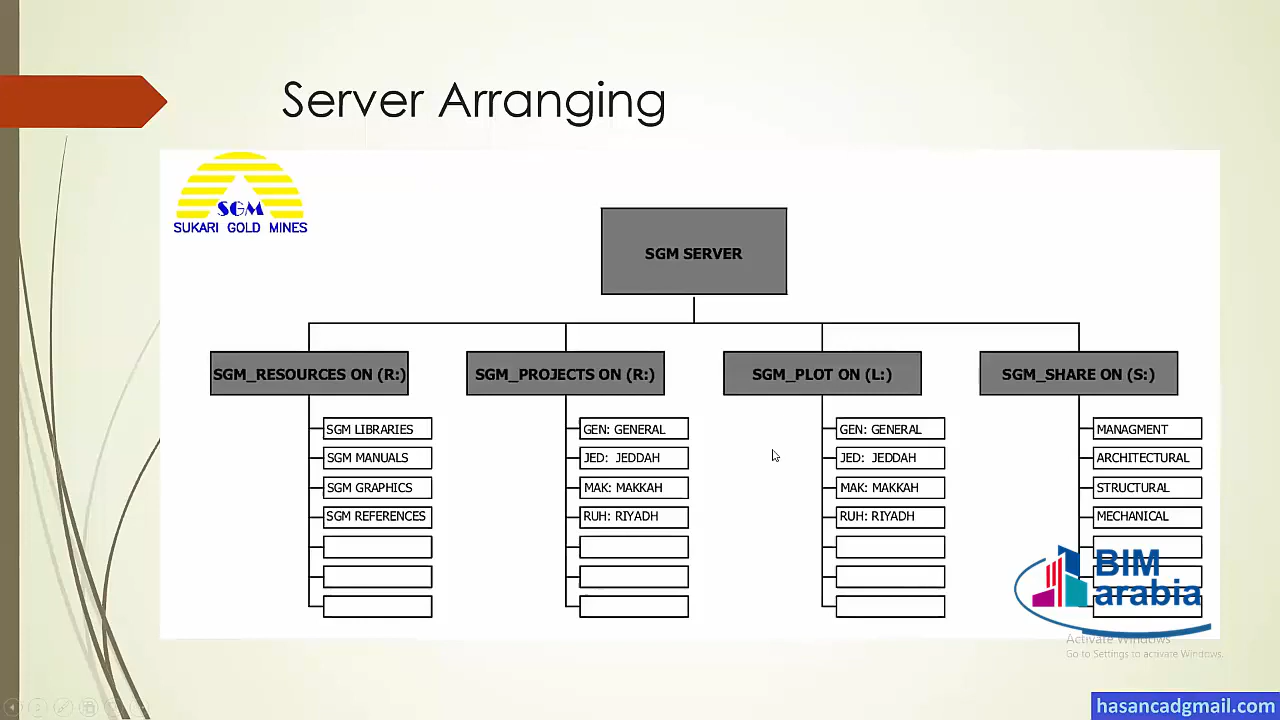 Server Arranging
SGM
SUKARI GOLD MINES
SGM SERVER
SGM_RESOURCES ON (R:)
SGM LIBRARIES
SGM MANUALS
SGM GRAPHICS
SGM REFERENCES
SGM_PROJECTS ON (R:)
GEN: GENERAL
JED: JEDDAH
MAK: MAKKAH
RUH: RIYADH
SGM_PLOT ON (L:)
GEN: GENERAL
JED: JEDDAH
MAK: MAKKAH
RUH: RIYADH
SGM_SHARE ON (S:)
MANAGMENT
ARCHITECTURAL
STRUCTURAL
MECHANICAL
BIM
arabia
Activate Windows
Go to Settings to activate Windows.
hasancadgmail.com